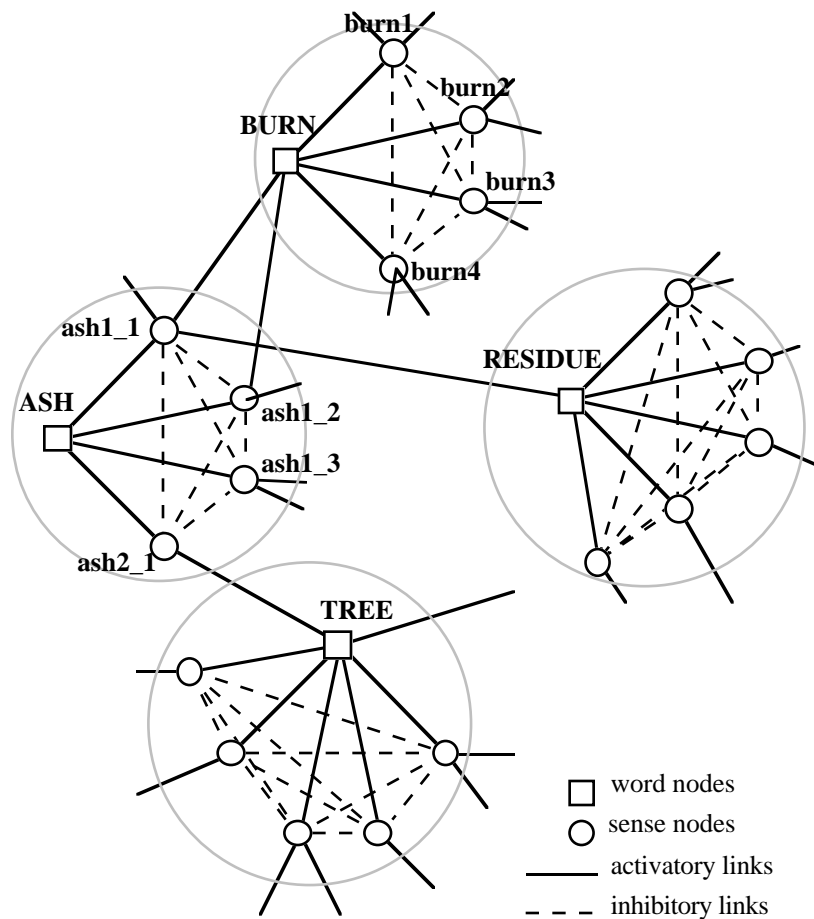 burn1
burn2
BURN
burn3
burn4
ash1_1
RESIDUE
ASH
ash1_2
ash1_3
ash2_1
TREE
word nodes
sense nodes
activatory links
inhibitory links